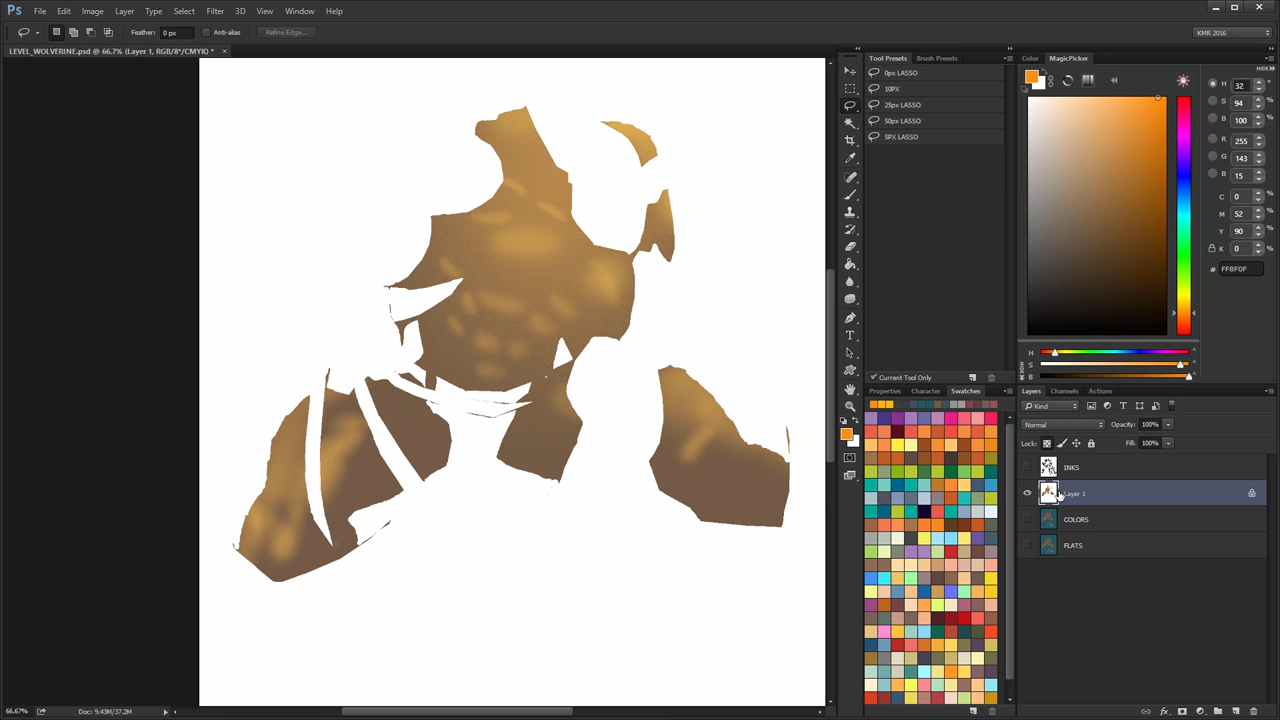 Ps File Edit Image Layer Type Select Filter 3D View Window Help
Feather: 0 px Anti-alias Refine Edge... KMR 2016
LEVEL_WOLVERINE.psd @ 66.7% (Layer 1, RGB/8*/CMYK) * ×
Tool Presets Brush Presets
0px LASSO
10PX
25px LASSO
50px LASSO
5PX LASSO
Current Tool Only
Color MagicPicker
HIDE
H 32 °
S 94 %
B 100 %
R 255
G 143
B 15
C 0 %
M 52 %
Y 90 %
K 0 %
# FF8F0F
H
S
B
Properties Character Swatches
Layers Channels Actions
Kind
Normal Opacity: 100%
Lock: Fill: 100%
INKS
Layer 1
COLORS
FLATS
66.67% Doc: 9.43M/37.2M